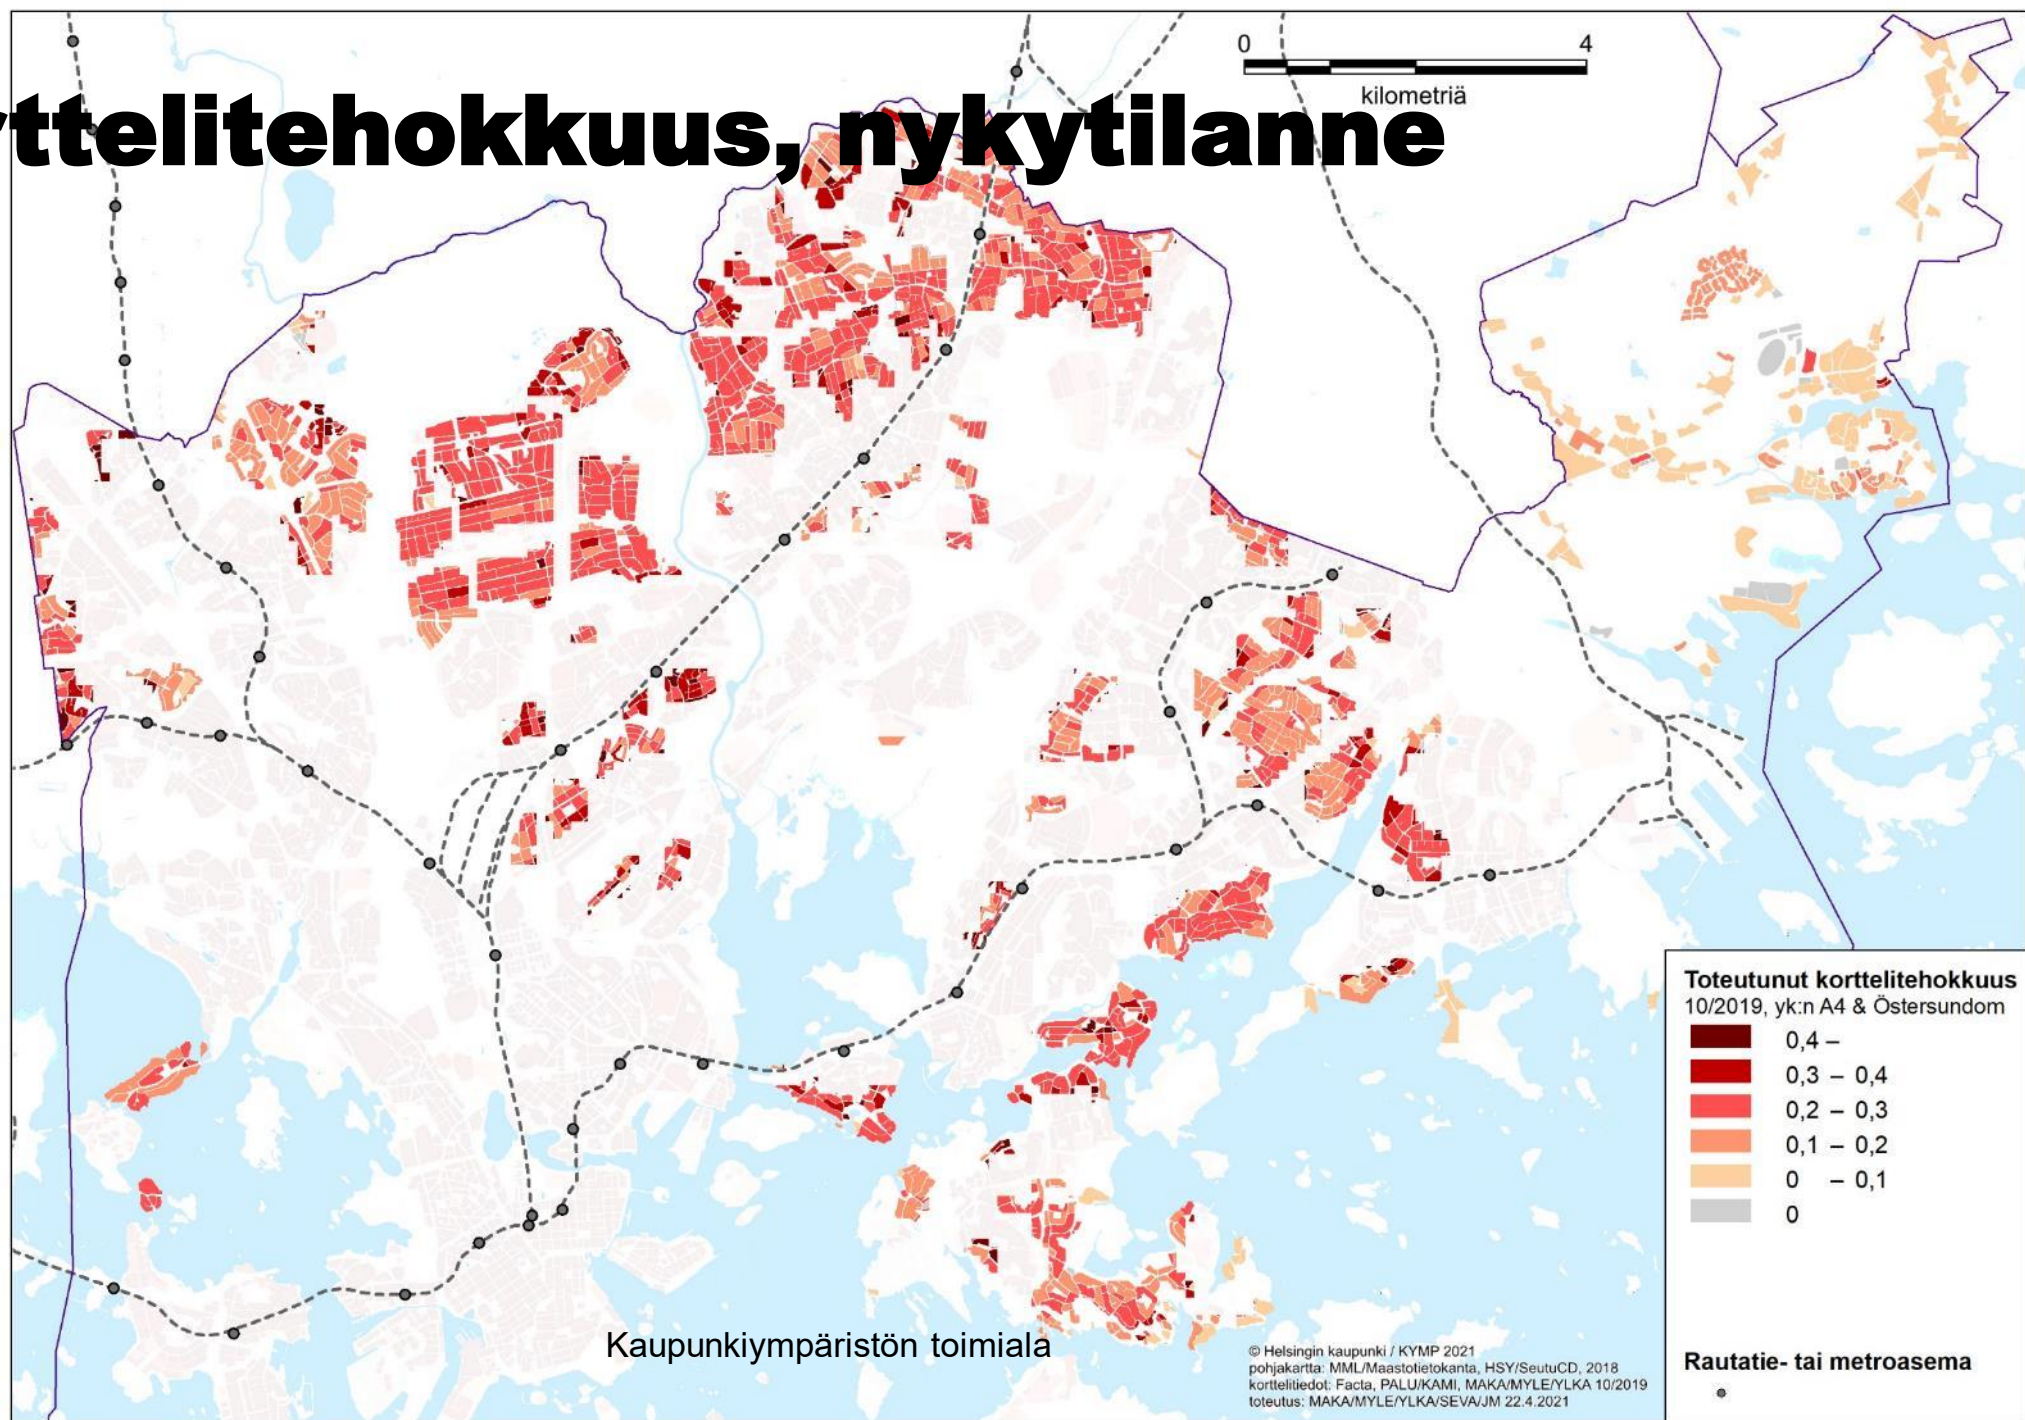 0 4
kilometriä
rttelitehokkuus, nykytilanne
Toteutunut korttelitehokkuus
10/2019, yk:n A4 & Östersundom
0,4 –
0,3 – 0,4
0,2 – 0,3
0,1 – 0,2
0 – 0,1
0
Rautatie- tai metroasema
Kaupunkiympäristön toimiala
© Helsingin kaupunki / KYMP 2021
pohjakartta: MML/Maastotietokanta, HSY/SeutuCD, 2018
korttelitiedot: Facta, PALU/KAMI, MAKA/MYLE/YLKA 10/2019
toteutus: MAKA/MYLE/YLKA/SEVA/JM 22.4.2021